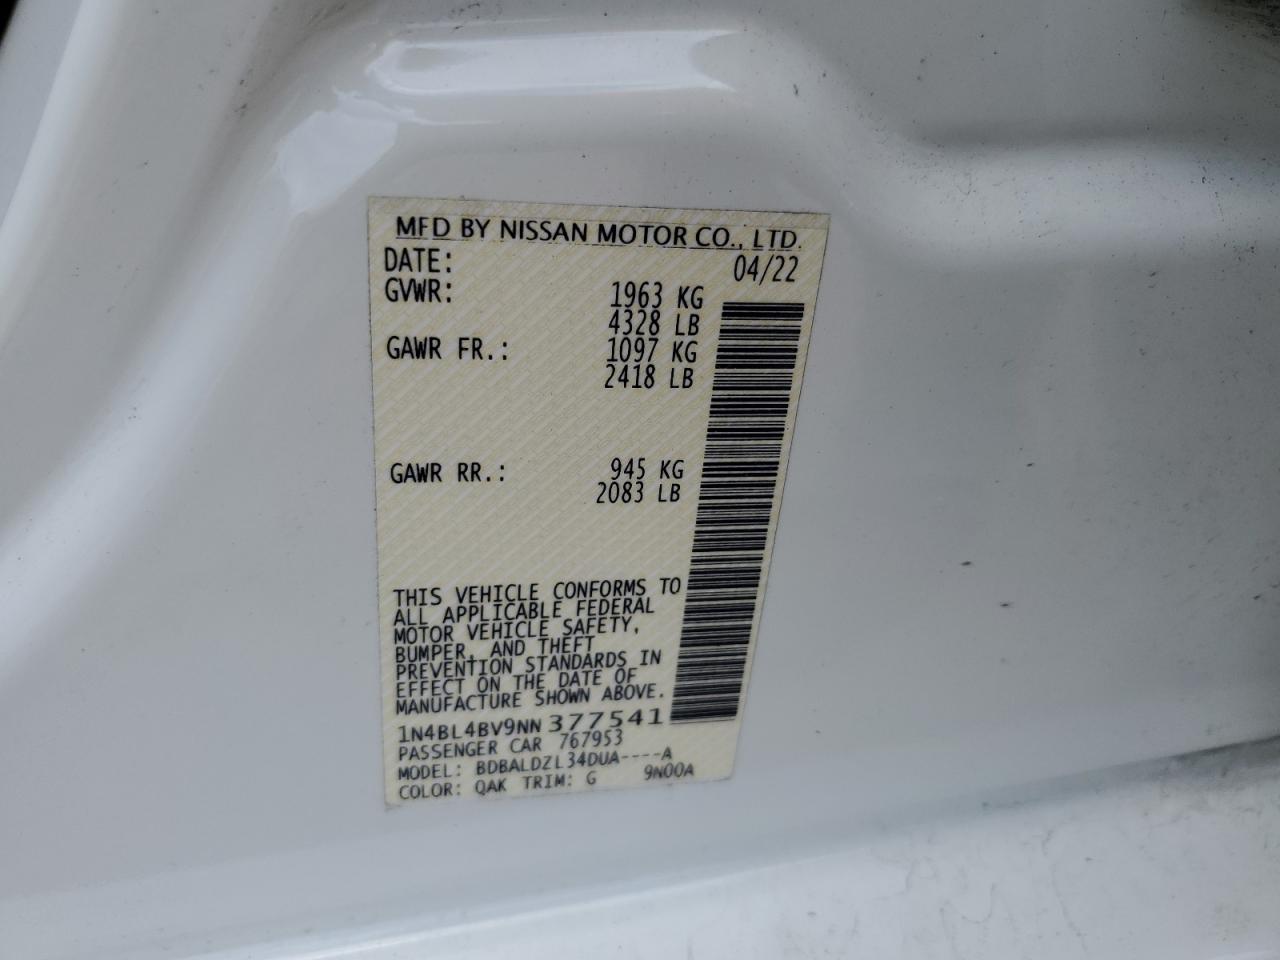 MFD BY NISSAN MOTOR CO., LTD.
DATE: 04/22
GVWR: 1963 KG
4328 LB
GAWR FR.: 1097 KG
2418 LB
GAWR RR.: 945 KG
2083 LB
THIS VEHICLE CONFORMS TO
ALL APPLICABLE FEDERAL
MOTOR VEHICLE SAFETY,
BUMPER, AND THEFT
PREVENTION STANDARDS IN
EFFECT ON THE DATE OF
MANUFACTURE SHOWN ABOVE.
1N4BL4BV9NN377541
PASSENGER CAR 767953
MODEL: BDBALDZL34DUA----A
COLOR: QAK TRIM: G 9N00A